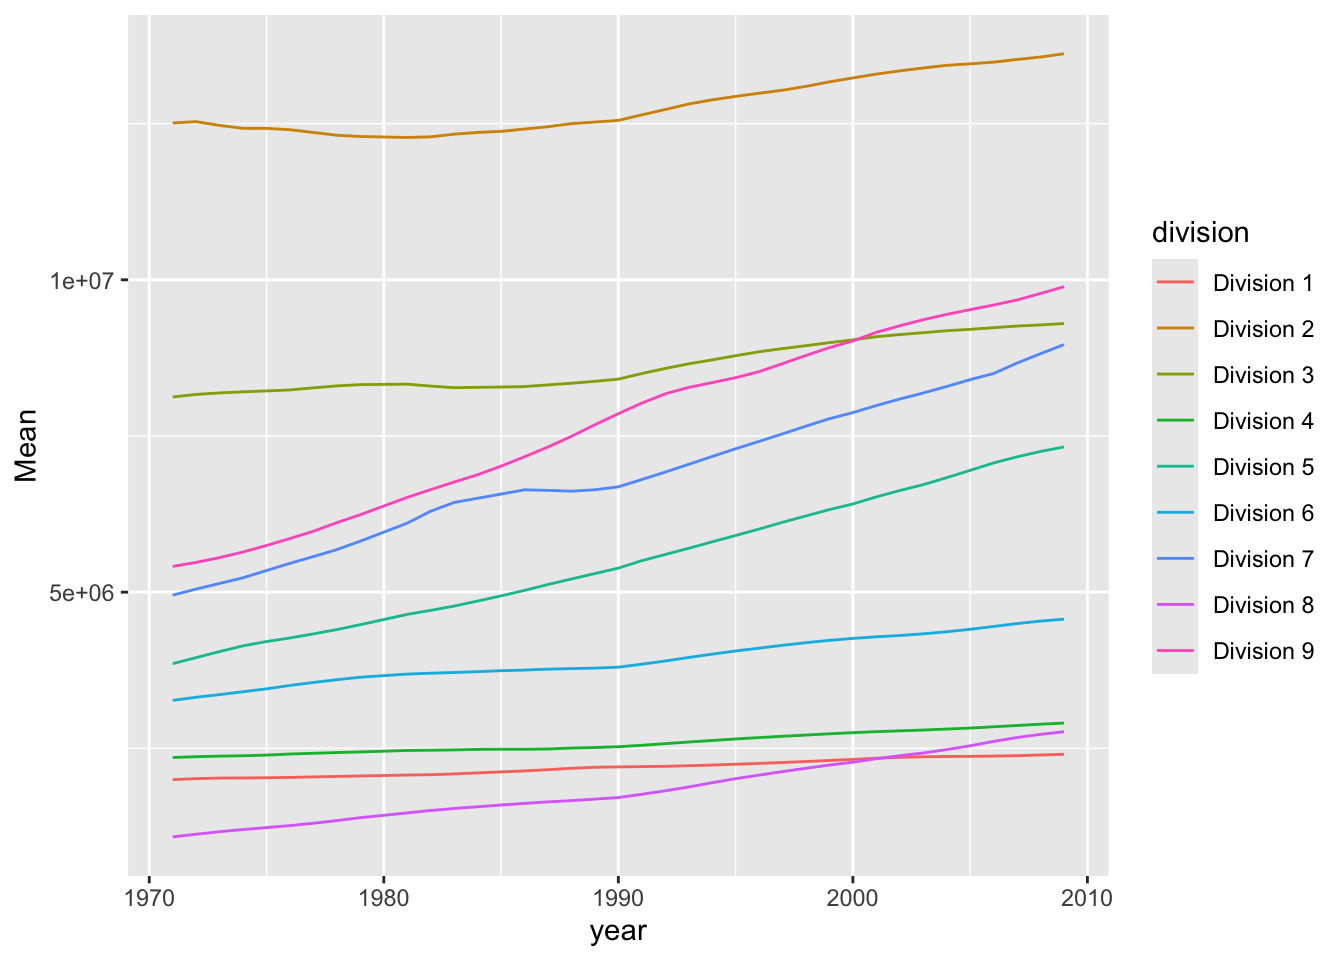 Mean
1e+07
5e+06
1970
1980
1990
2000
2010
year
division
Division 1
Division 2
Division 3
Division 4
Division 5
Division 6
Division 7
Division 8
Division 9